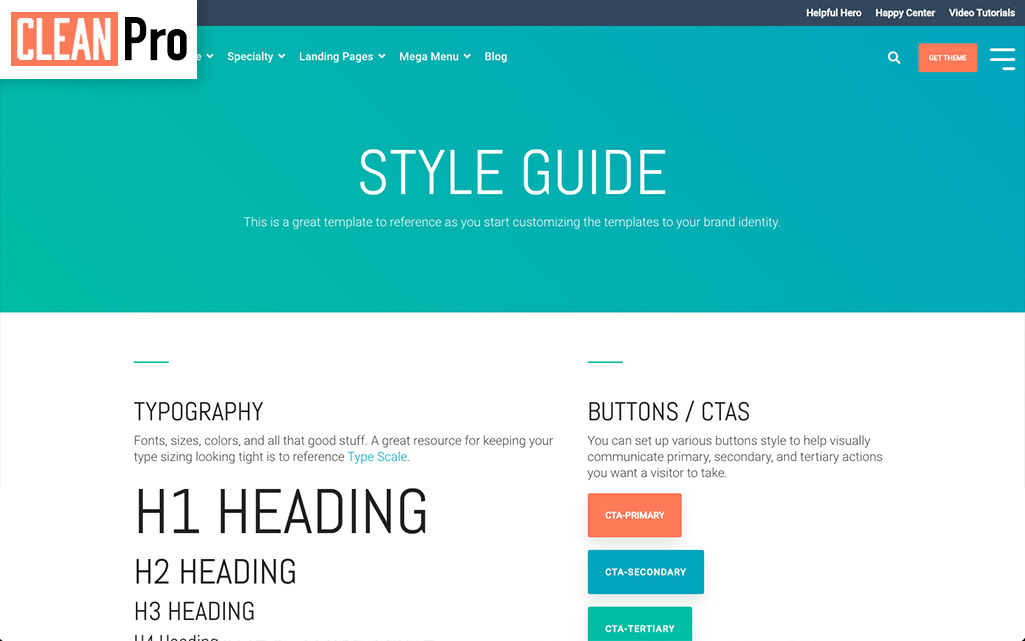 Helpful Hero Happy Center Video Tutorials
CLEAN Pro
Specialty Landing Pages Mega Menu Blog GET THEME
STYLE GUIDE
This is a great template to reference as you start customizing the templates to your brand identity.
TYPOGRAPHY
Fonts, sizes, colors, and all that good stuff. A great resource for keeping your
type sizing looking tight is to reference Type Scale.
H1 HEADING
H2 HEADING
H3 HEADING
H4 Heading
BUTTONS / CTAS
You can set up various buttons style to help visually
communicate primary, secondary, and tertiary actions
you want a visitor to take.
CTA-PRIMARY
CTA-SECONDARY
CTA-TERTIARY